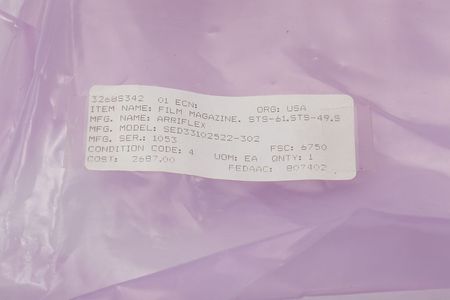 3268S342 01 ECN: ORG: USA
ITEM NAME: FILM MAGAZINE, STS-61,STS-49,S
MFG. NAME: ARRIFLEX
MFG. MODEL: SED33102522-302
MFG. SER.: 1053
CONDITION CODE: 4 FSC: 6750
COST: 2687.00 UOM: EA QNTY: 1
FEDAAC: 807402